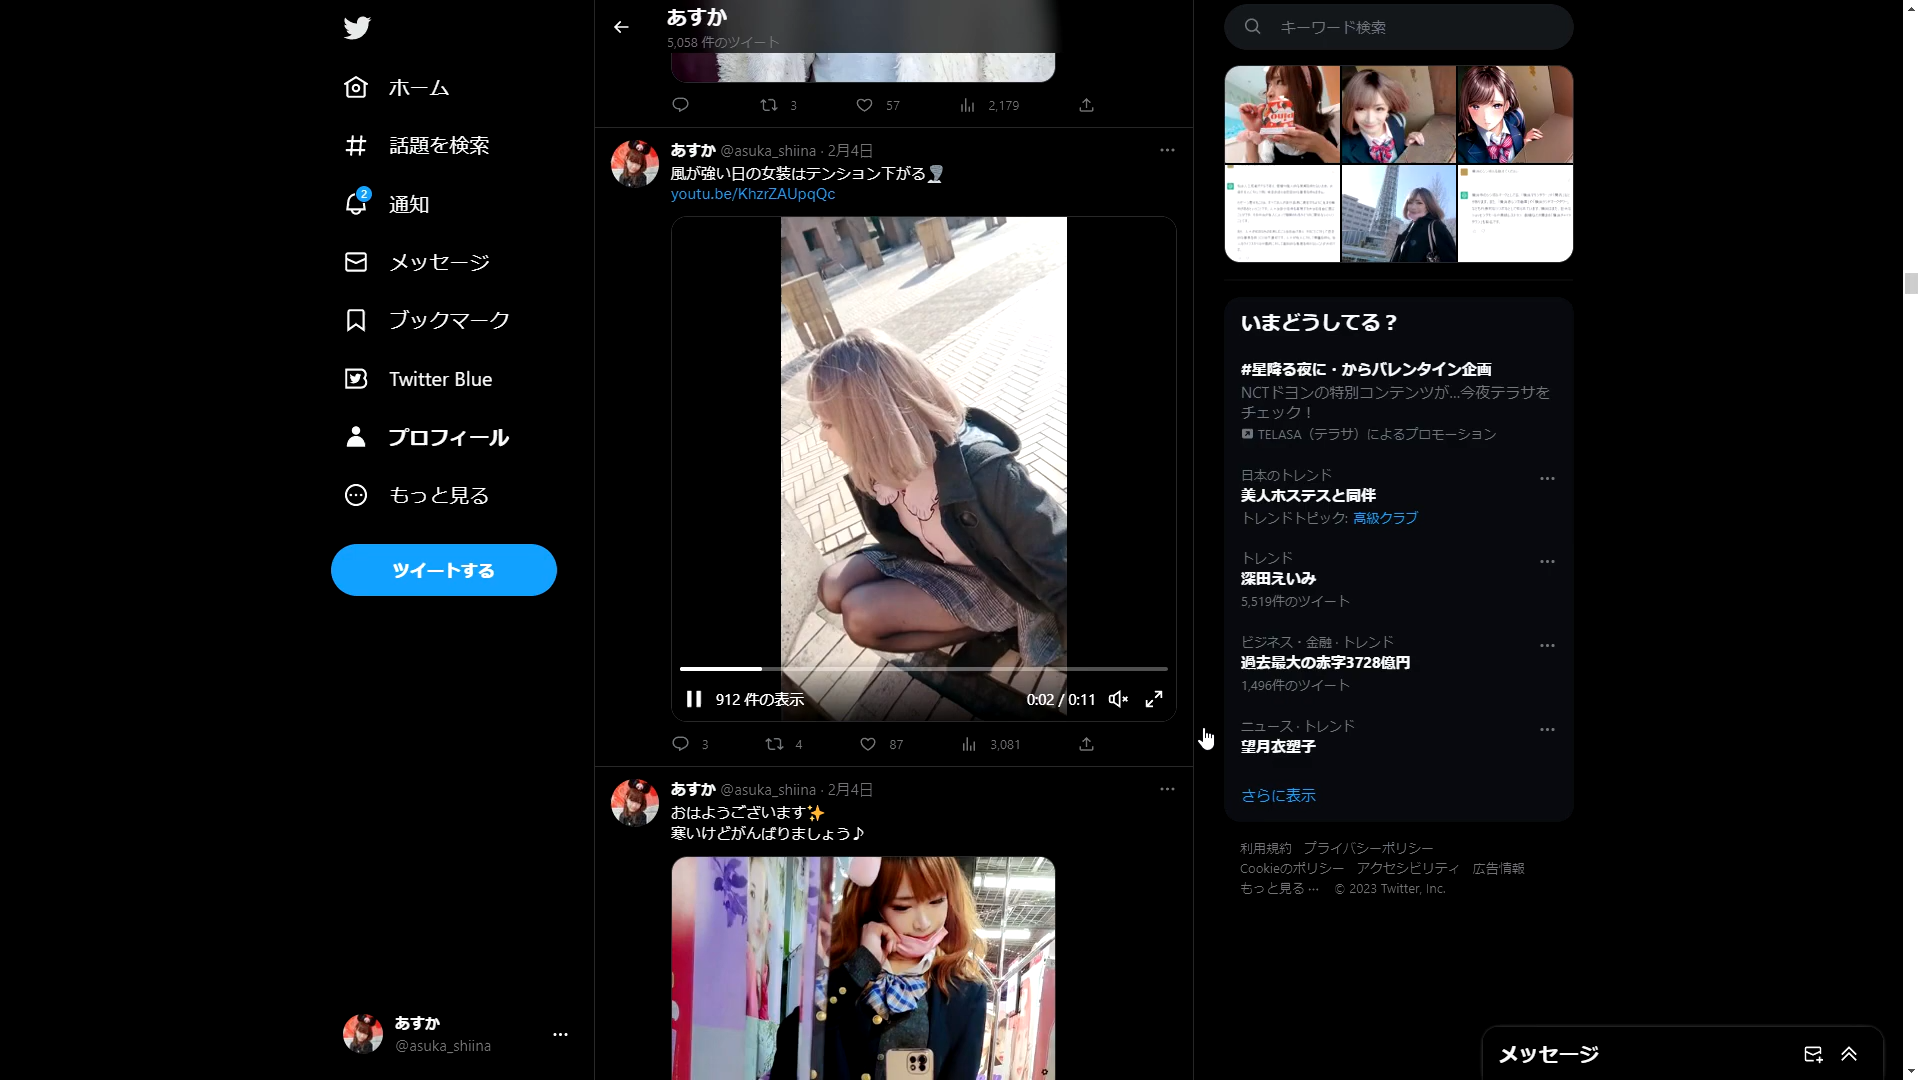 ホーム
話題を検索
2
通知
メッセージ
ブックマーク
Twitter Blue
プロフィール
もっと見る
ツイートする
あすか
@asuka_shiina
あすか
5,058 件のツイート
3
57
2,179
あすか @asuka_shiina · 2月4日
風が強い日の女装はテンション下がる🌪️
youtu.be/KhzrZAUpqQc
912 件の表示
0:02 / 0:11
3
4
87
3,081
あすか @asuka_shiina · 2月4日
おはようございます✨
寒いけどがんばりましょう♪
キーワード検索
いまどうしてる？
#星降る夜に・からバレンタイン企画
NCTドヨンの特別コンテンツが...今夜テラサを
チェック！
TELASA（テラサ）によるプロモーション
日本のトレンド
美人ホステスと同伴
トレンドトピック: 高級クラブ
トレンド
深田えいみ
5,519件のツイート
ビジネス・金融 · トレンド
過去最大の赤字3728億円
1,496件のツイート
ニュース · トレンド
望月衣塑子
さらに表示
利用規約 プライバシーポリシー
Cookieのポリシー アクセシビリティ 広告情報
もっと見る ··· © 2023 Twitter, Inc.
メッセージ